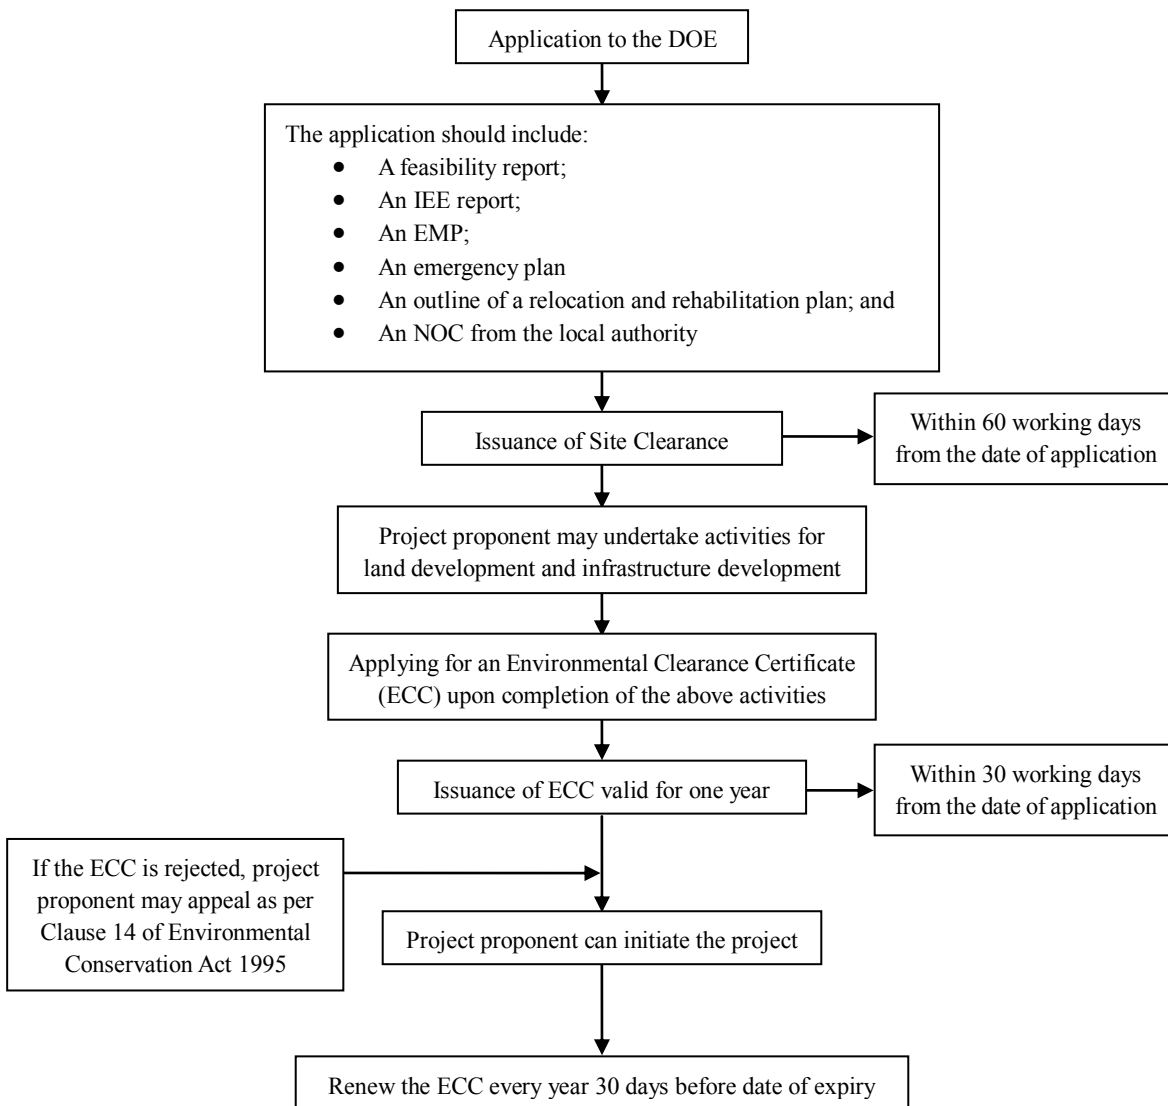 Application to the DOE
The application should include:
● A feasibility report;
● An IEE report;
● An EMP;
● An emergency plan
● An outline of a relocation and rehabilitation plan; and
● An NOC from the local authority
Issuance of Site Clearance
Within 60 working days
from the date of application
Project proponent may undertake activities for
land development and infrastructure development
Applying for an Environmental Clearance Certificate
(ECC) upon completion of the above activities
Issuance of ECC valid for one year
Within 30 working days
from the date of application
If the ECC is rejected, project
proponent may appeal as per
Clause 14 of Environmental
Conservation Act 1995
Project proponent can initiate the project
Renew the ECC every year 30 days before date of expiry